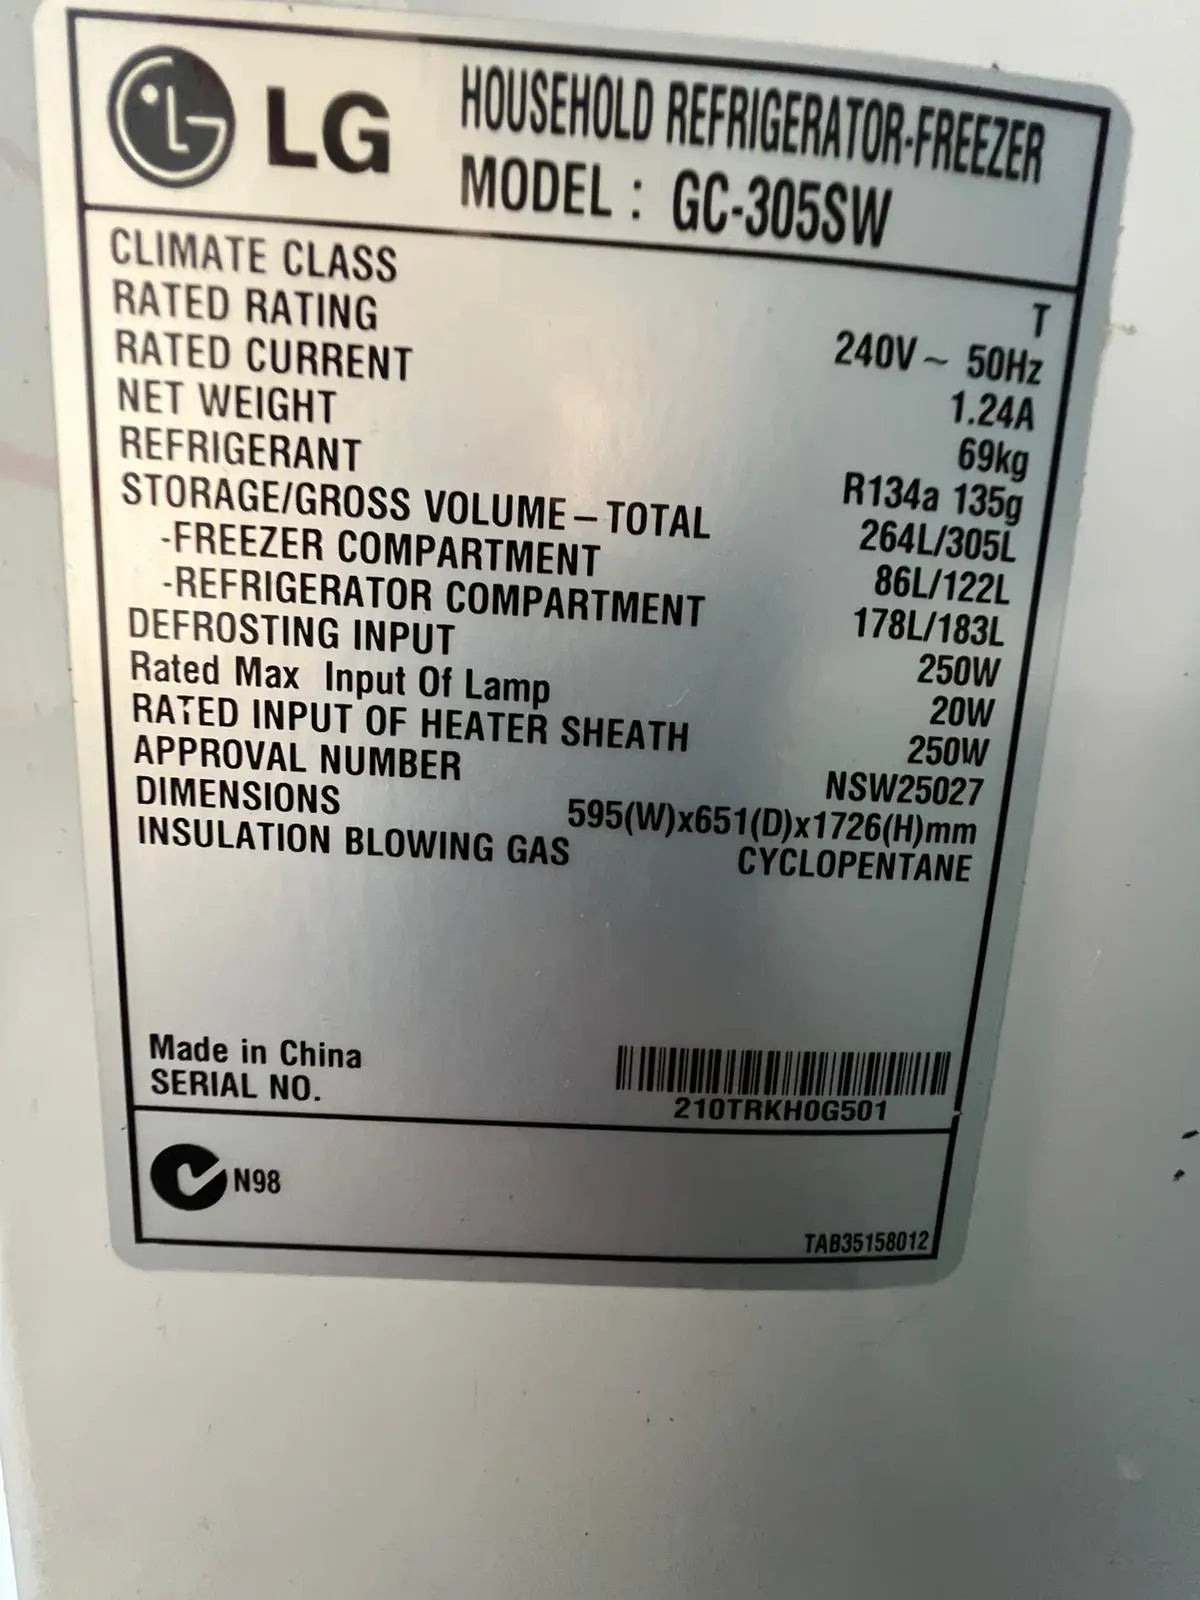 LG HOUSEHOLD REFRIGERATOR-FREEZER
MODEL : GC-305SW
CLIMATE CLASS T
RATED RATING 240V ~ 50Hz
RATED CURRENT 1.24A
NET WEIGHT 69kg
REFRIGERANT R134a 135g
STORAGE/GROSS VOLUME – TOTAL 264L/305L
-FREEZER COMPARTMENT 86L/122L
-REFRIGERATOR COMPARTMENT 178L/183L
DEFROSTING INPUT 250W
Rated Max Input Of Lamp 20W
RATED INPUT OF HEATER SHEATH 250W
APPROVAL NUMBER NSW25027
DIMENSIONS 595(W)x651(D)x1726(H)mm
INSULATION BLOWING GAS CYCLOPENTANE
Made in China
SERIAL NO. 210TRKH0G501
N98
TAB35158012